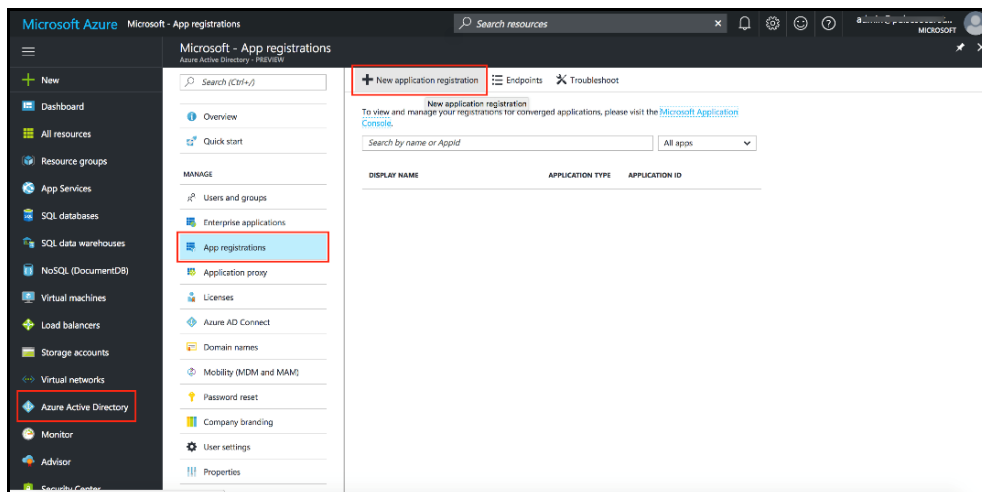 Microsoft Azure Microsoft - App registrations
Search resources
MICROSOFT
Microsoft - App registrations
Azure Active Directory - PREVIEW
New
Dashboard
All resources
Resource groups
App Services
SQL databases
SQL data warehouses
NoSQL (DocumentDB)
Virtual machines
Load balancers
Storage accounts
Virtual networks
Azure Active Directory
Monitor
Advisor
Security Center
Search (Ctrl+/)
Overview
Quick start
MANAGE
Users and groups
Enterprise applications
App registrations
Application proxy
Licenses
Azure AD Connect
Domain names
Mobility (MDM and MAM)
Password reset
Company branding
User settings
Properties
New application registration Endpoints Troubleshoot
New application registration
To view and manage your registrations for converged applications, please visit the Microsoft Application
Console.
Search by name or AppId All apps
DISPLAY NAME APPLICATION TYPE APPLICATION ID